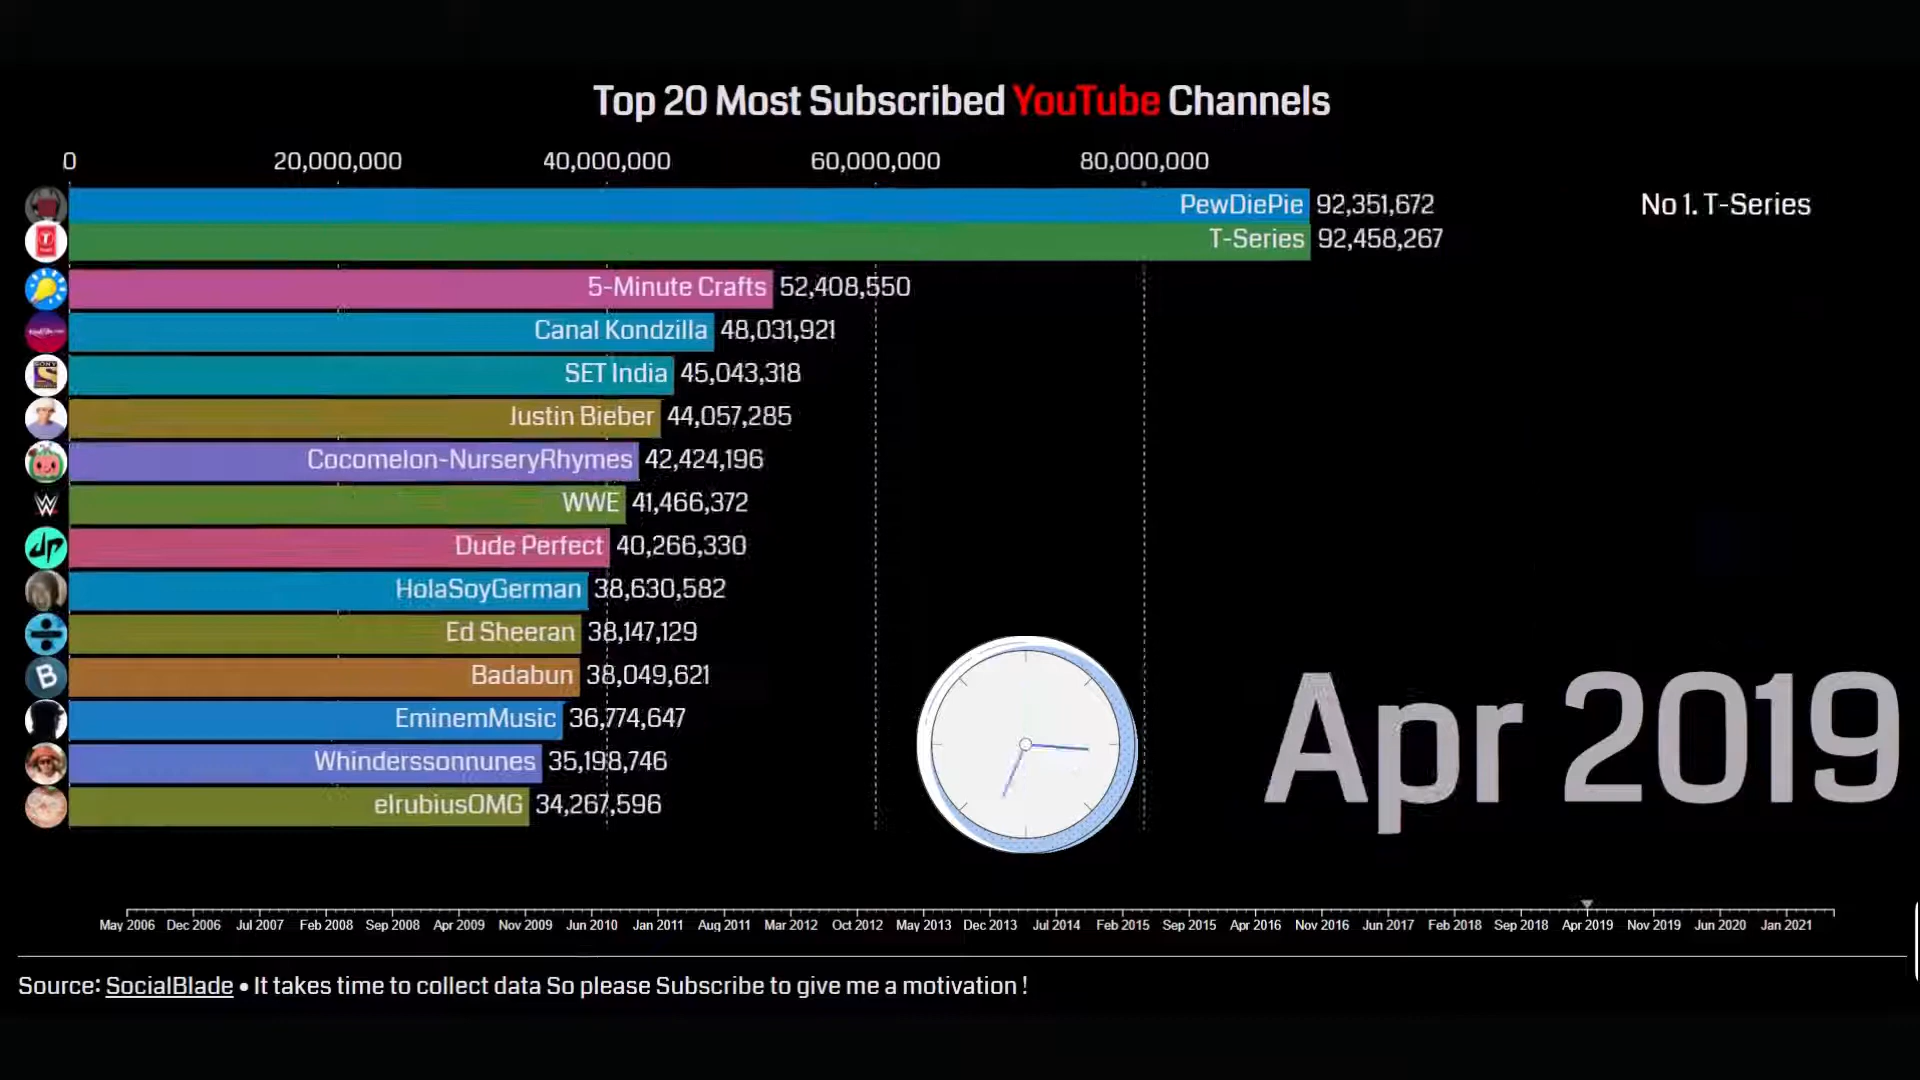 Top 20 Most Subscribed YouTube Channels
0 20,000,000 40,000,000 60,000,000 80,000,000
PewDiePie 92,351,672 No 1. T-Series
T-Series 92,458,267
5-Minute Crafts 52,408,550
Canal Kondzilla 48,031,921
SET India 45,043,318
Justin Bieber 44,057,285
Cocomelon-NurseryRhymes 42,424,196
WWE 41,466,372
Dude Perfect 40,266,330
HolaSoyGerman 38,630,582
Ed Sheeran 38,147,129
Badabun 38,049,621
EminemMusic 36,774,647
Whinderssonnunes 35,198,746
elrubiusOMG 34,267,596
Apr 2019
May 2006 Dec 2006 Jul 2007 Feb 2008 Sep 2008 Apr 2009 Nov 2009 Jun 2010 Jan 2011 Aug 2011 Mar 2012 Oct 2012 May 2013 Dec 2013 Jul 2014 Feb 2015 Sep 2015 Apr 2016 Nov 2016 Jun 2017 Feb 2018 Sep 2018 Apr 2019 Nov 2019 Jun 2020 Jan 2021
Source: SocialBlade • It takes time to collect data So please Subscribe to give me a motivation !